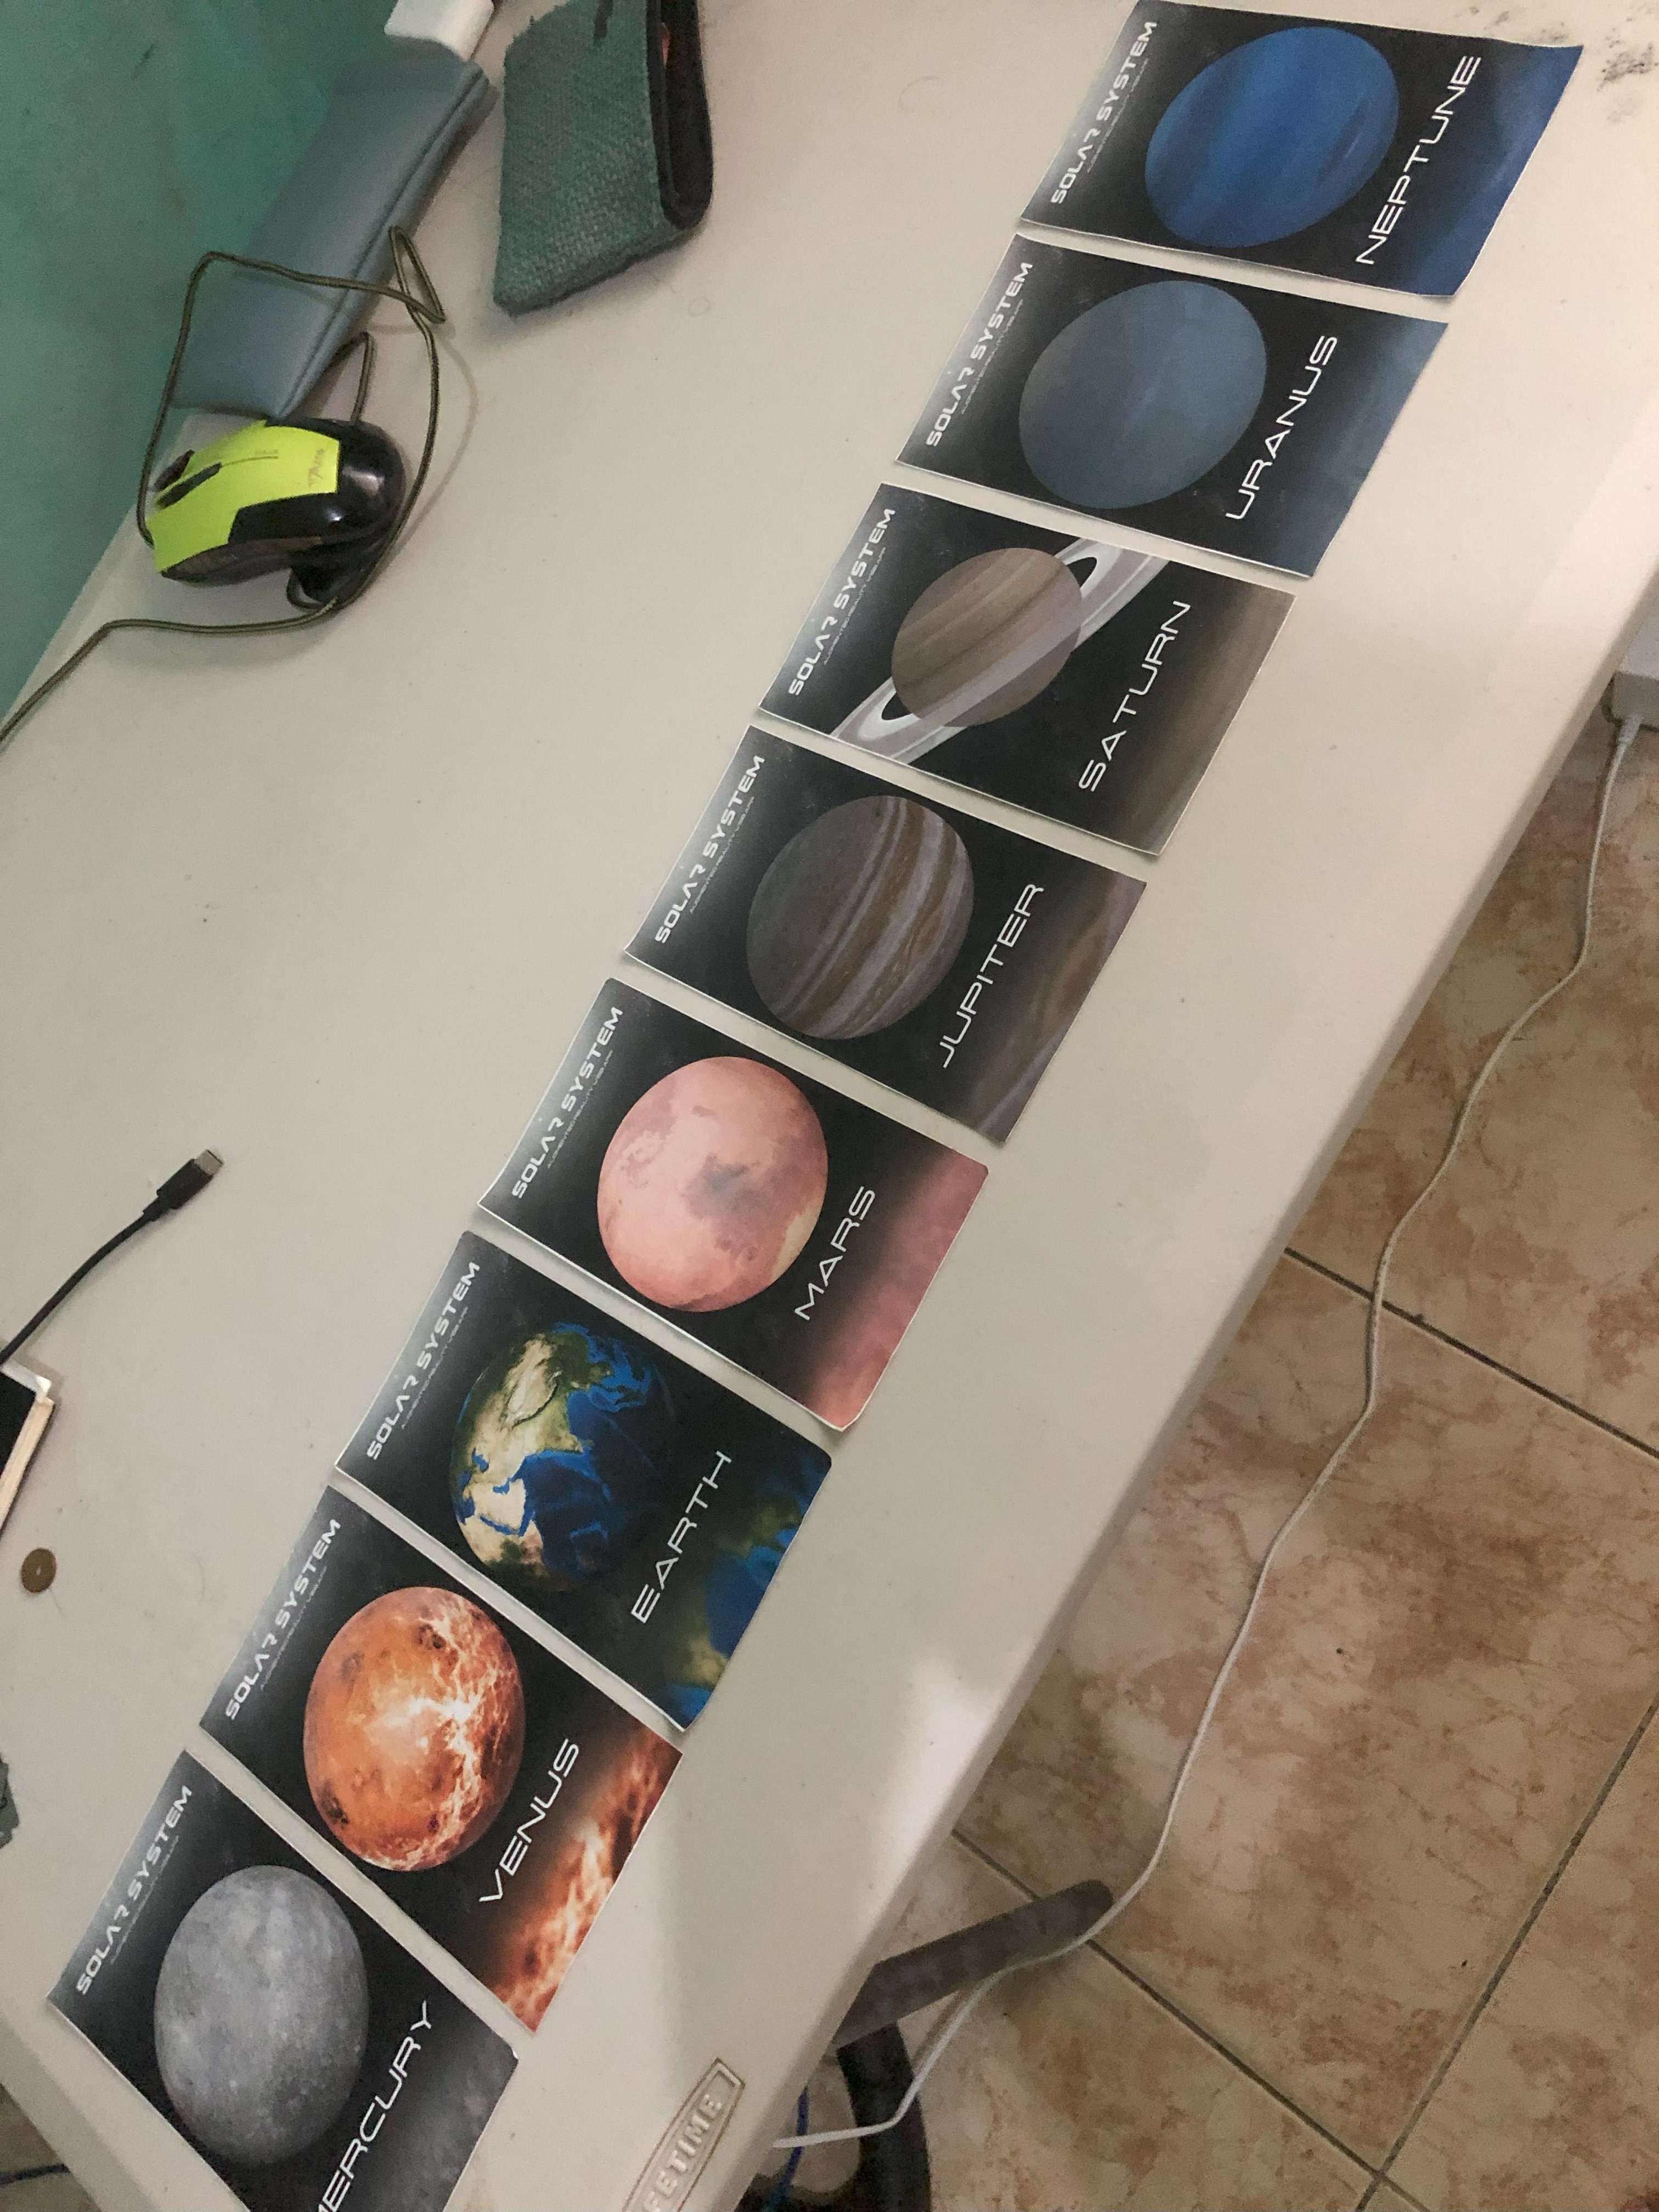 SOLAR SYSTEM
NEPTUNE
SOLAR SYSTEM
URANUS
SOLAR SYSTEM
SATURN
SOLAR SYSTEM
JUPITER
SOLAR SYSTEM
MARS
SOLAR SYSTEM
EARTH
SOLAR SYSTEM
VENUS
SOLAR SYSTEM
MERCURY
LIFETIME